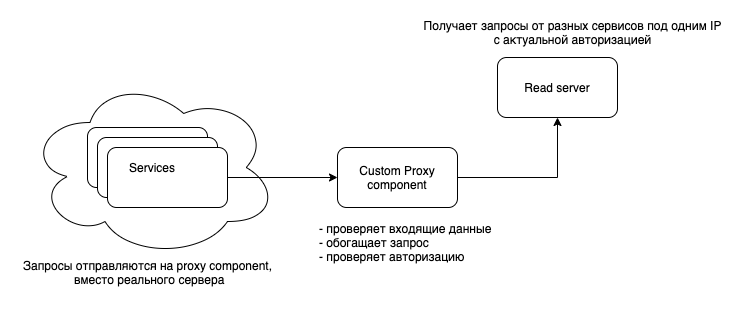 Получает запросы от разных сервисов под одним IP
с актуальной авторизацией
Read server
Services
Custom Proxy
component
- проверяет входящие данные
- обогащает запрос
- проверяет авторизацию
Запросы отправляются на proxy component,
вместо реального сервера